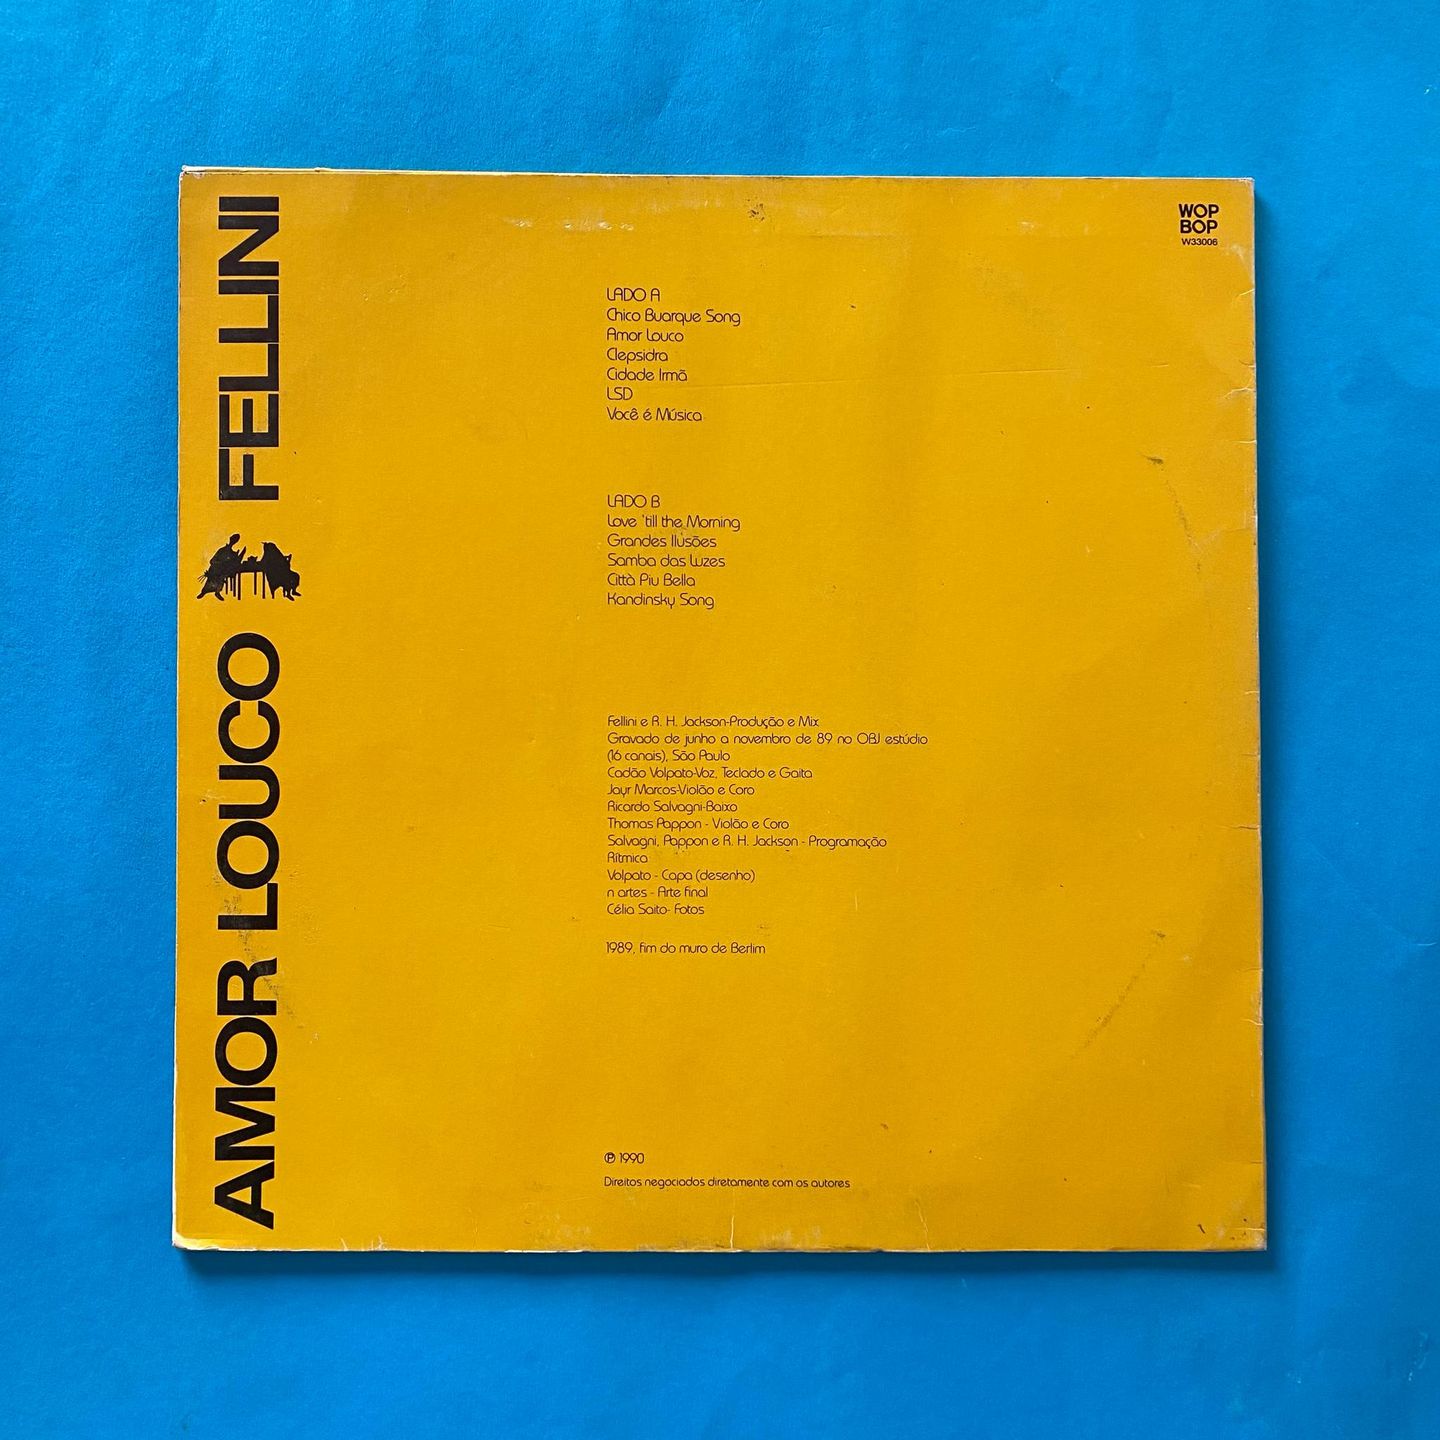 AMOR LOUCO FELLINI
WOP
BOP
W33006
LADO A
Chico Buarque Song
Amor Louco
Clepsidra
Cidade Irmã
LSD
Você é Música
LADO B
Love 'till the Morning
Grandes Ilusões
Samba das Luzes
Città Piu Bella
Kandinsky Song
Fellini e R. H. Jackson-Produção e Mix
Gravado de junho a novembro de 89 no OBJ estúdio
(16 canais), São Paulo
Cadão Volpato-Voz, Teclado e Gaita
Jayr Marcos-Violão e Coro
Ricardo Salvagni-Baixo
Thomas Pappon - Violão e Coro
Salvagni, Pappon e R. H. Jackson - Programação
Rítmica
Volpato - Capa (desenho)
n artes - Arte final
Célia Saito- Fotos
1989, fim do muro de Berlim
℗ 1990
Direitos negociados diretamente com os autores